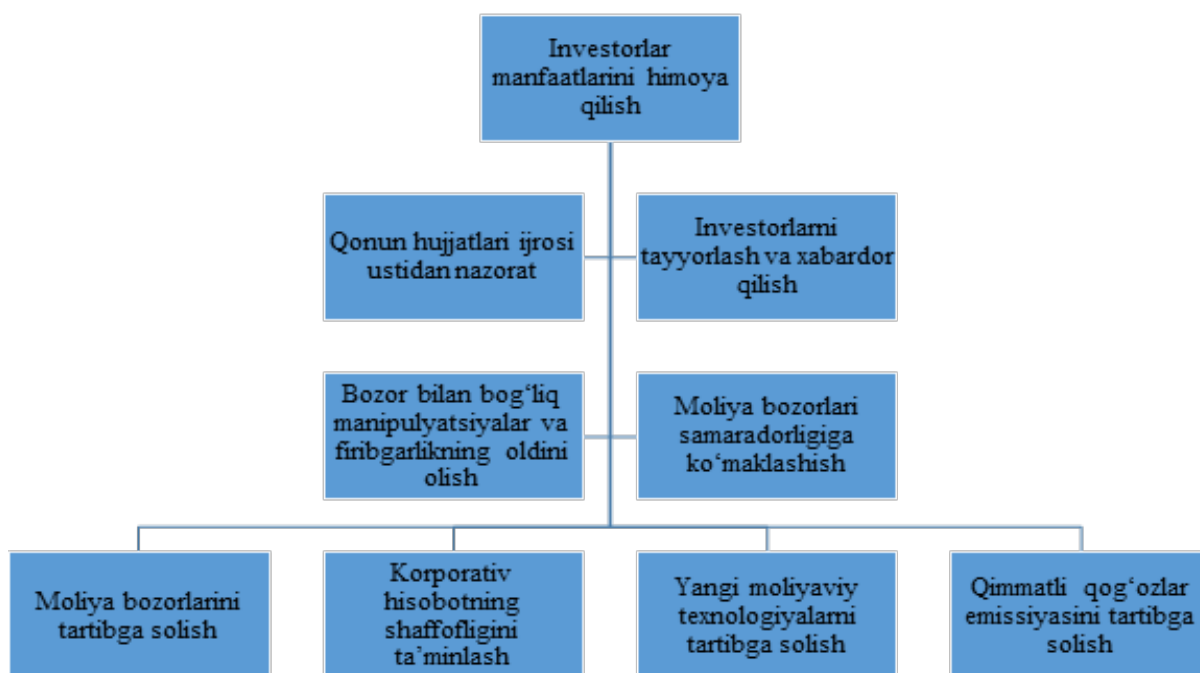 Investorlar
manfaatlarini himoya
qilish
Qonun hujjatlari ijrosi
ustidan nazorat
Investorlarni
tayyorlash va xabardor
qilish
Bozor bilan bog‘liq
manipulyatsiyalar va
firibgarlikning oldini
olish
Moliya bozorlari
samaradorligiga
ko‘maklashish
Moliya bozorlarini
tartibga solish
Korporativ
hisobotning
shaffofligini
ta’minlash
Yangi moliyaviy
texnologiyalarni
tartibga solish
Qimmatli qog‘ozlar
emissiyasini tartibga
solish